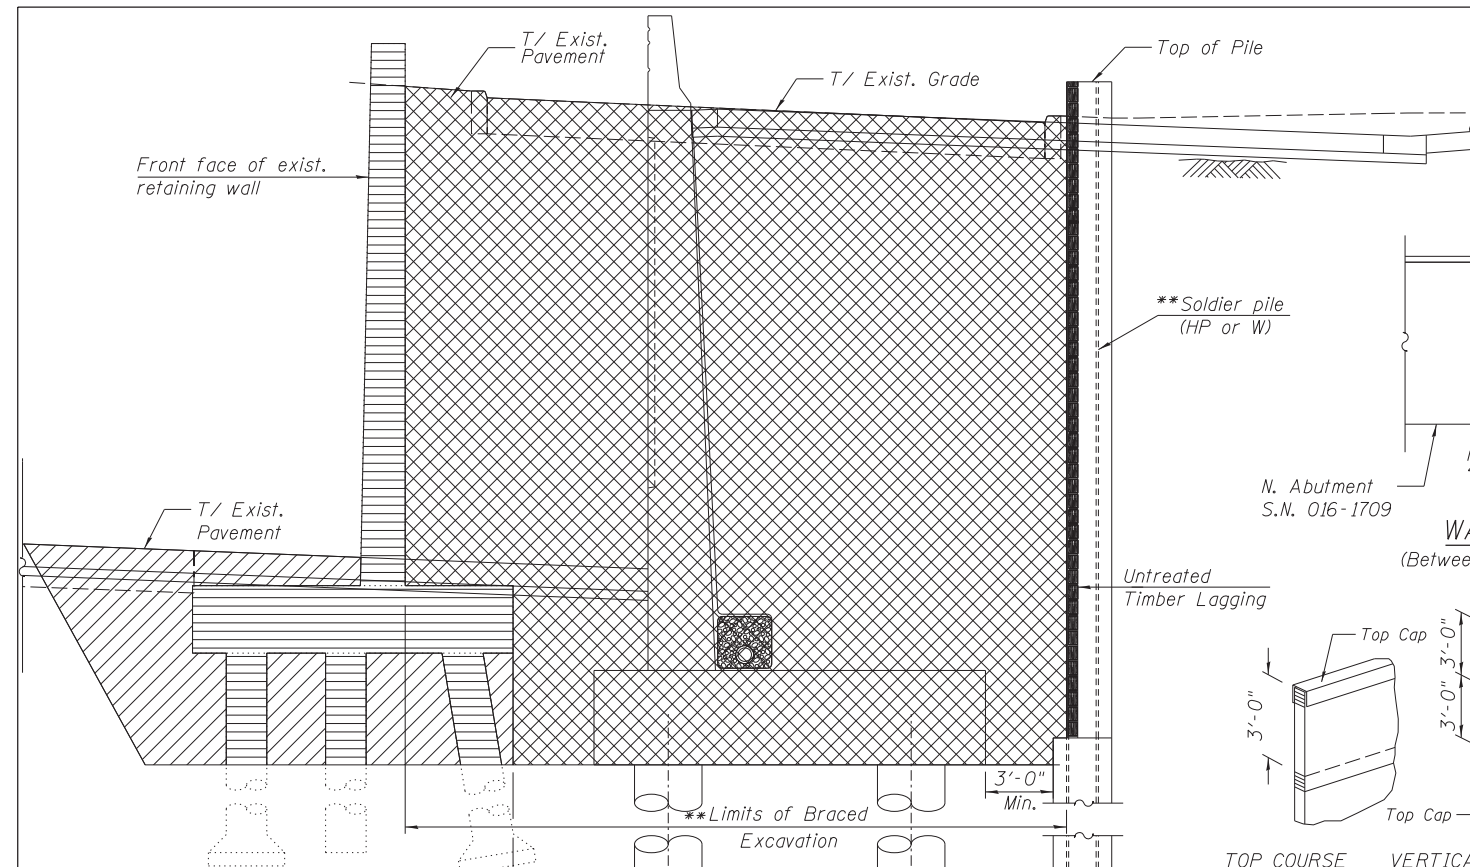 T/ Exist.
Pavement
T/ Exist. Grade
Top of Pile
Front face of exist.
retaining wall
**Soldier pile
(HP or W)
N. Abutment
S.N. 016-1709
T/ Exist.
Pavement
(Betwee
Untreated
Timber Lagging
Top Cap
3'-0"
3'-0"
3'-0"
3'-0"
Min.
**Limits of Braced
Excavation
Top Cap
TOP COURSE